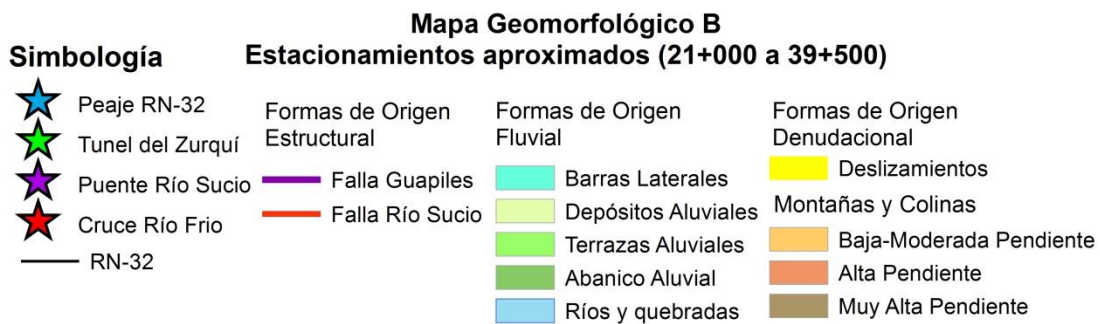 Mapa Geomorfológico B
Estacionamientos aproximados (21+000 a 39+500)
Simbología
Peaje RN-32
Tunel del Zurquí
Puente Río Sucio
Cruce Río Frio
RN-32
Formas de Origen
Estructural
Falla Guapiles
Falla Río Sucio
Formas de Origen
Fluvial
Barras Laterales
Depósitos Aluviales
Terrazas Aluviales
Abanico Aluvial
Ríos y quebradas
Formas de Origen
Denudacional
Deslizamientos
Montañas y Colinas
Baja-Moderada Pendiente
Alta Pendiente
Muy Alta Pendiente